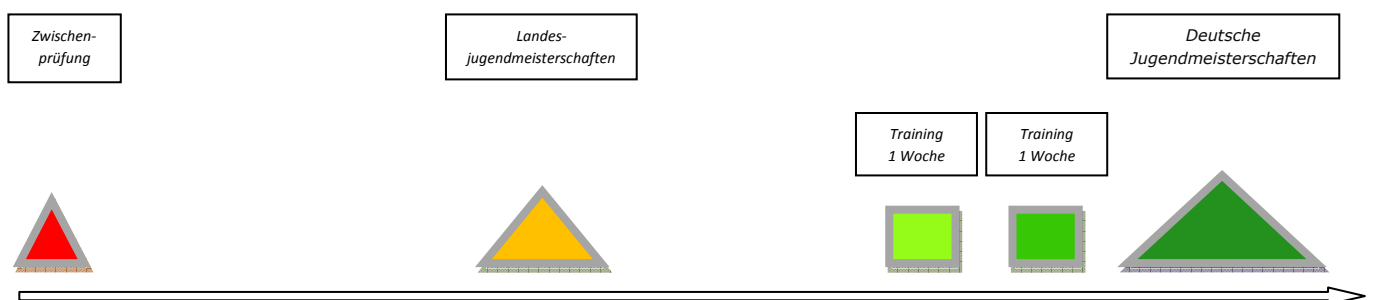 Zwischen-
prüfung
Landes-
jugendmeisterschaften
Deutsche
Jugendmeisterschaften
Training
1 Woche
Training
1 Woche